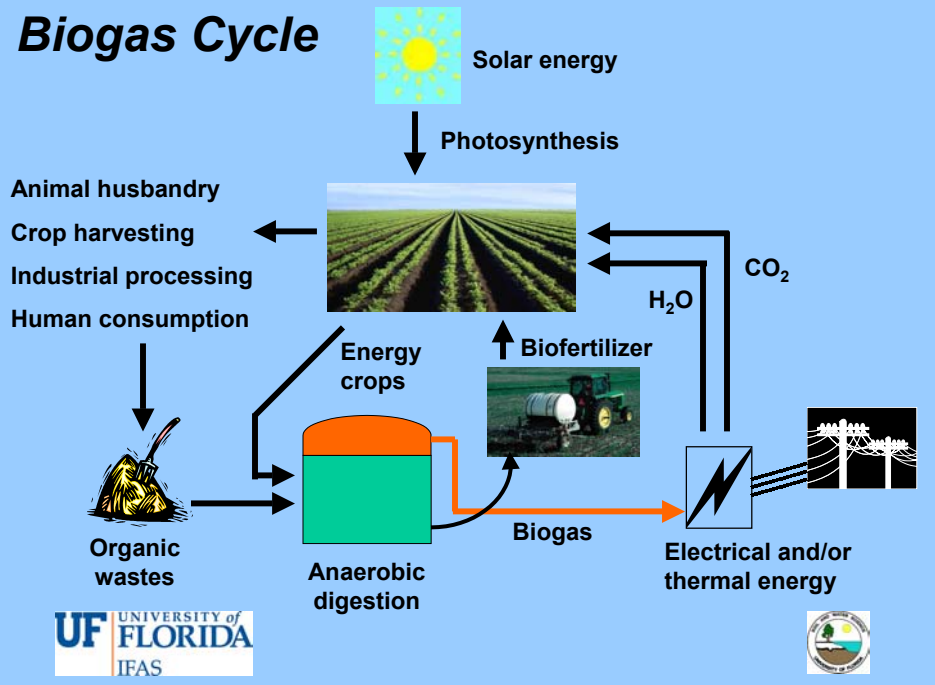 Biogas Cycle
Solar energy
Photosynthesis
Animal husbandry
Crop harvesting
Industrial processing
Human consumption
CO₂
H₂O
Energy
crops
Biofertilizer
Biogas
Organic
wastes
Anaerobic
digestion
Electrical and/or
thermal energy
UF
UNIVERSITY of
FLORIDA
IFAS